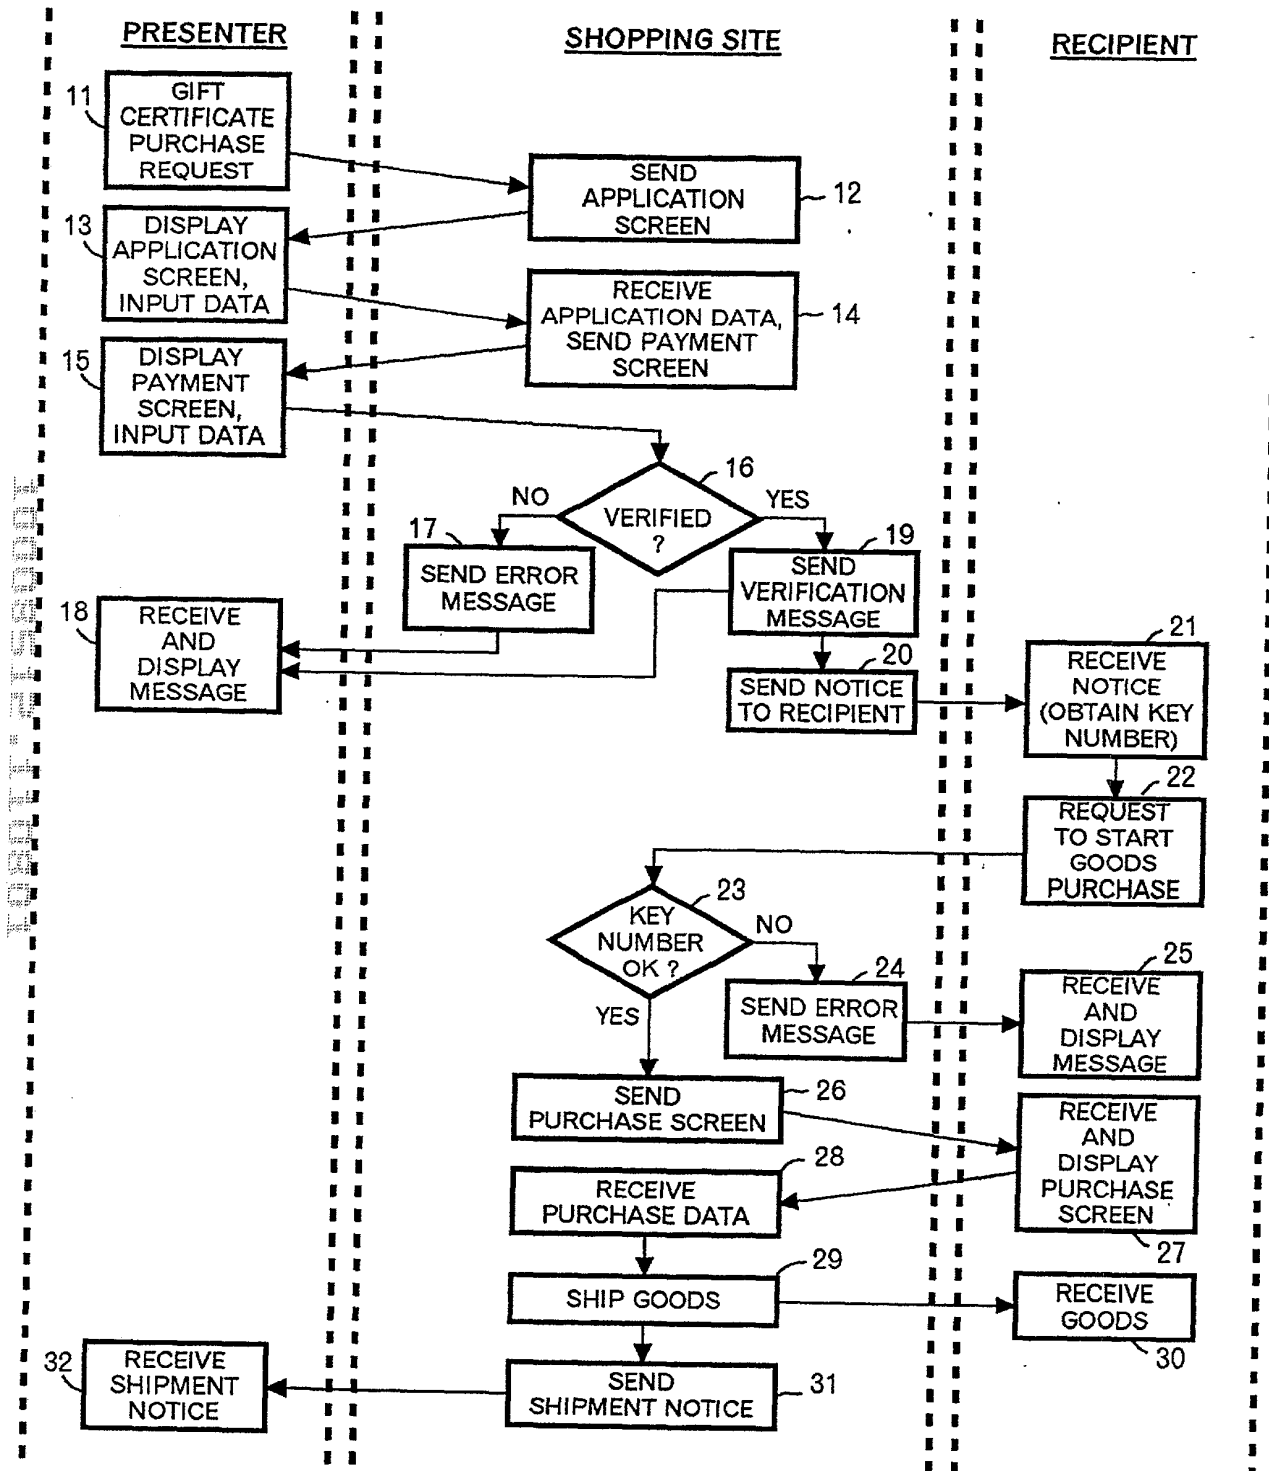 PRESENTER
SHOPPING SITE
RECIPIENT
11
GIFT
CERTIFICATE
PURCHASE
REQUEST
SEND
APPLICATION
SCREEN
12
13
DISPLAY
APPLICATION
SCREEN,
INPUT DATA
RECEIVE
APPLICATION DATA,
SEND PAYMENT
SCREEN
14
15
DISPLAY
PAYMENT
SCREEN,
INPUT DATA
16
VERIFIED
?
NO
YES
17
SEND ERROR
MESSAGE
19
SEND
VERIFICATION
MESSAGE
18
RECEIVE
AND
DISPLAY
MESSAGE
20
SEND NOTICE
TO RECIPIENT
21
RECEIVE
NOTICE
(OBTAIN KEY
NUMBER)
22
REQUEST
TO START
GOODS
PURCHASE
23
KEY
NUMBER
OK ?
NO
YES
24
SEND ERROR
MESSAGE
25
RECEIVE
AND
DISPLAY
MESSAGE
SEND
PURCHASE SCREEN
26
RECEIVE
AND
DISPLAY
PURCHASE
SCREEN
27
28
RECEIVE
PURCHASE DATA
29
SHIP GOODS
RECEIVE
GOODS
30
32
RECEIVE
SHIPMENT
NOTICE
SEND
SHIPMENT NOTICE
31